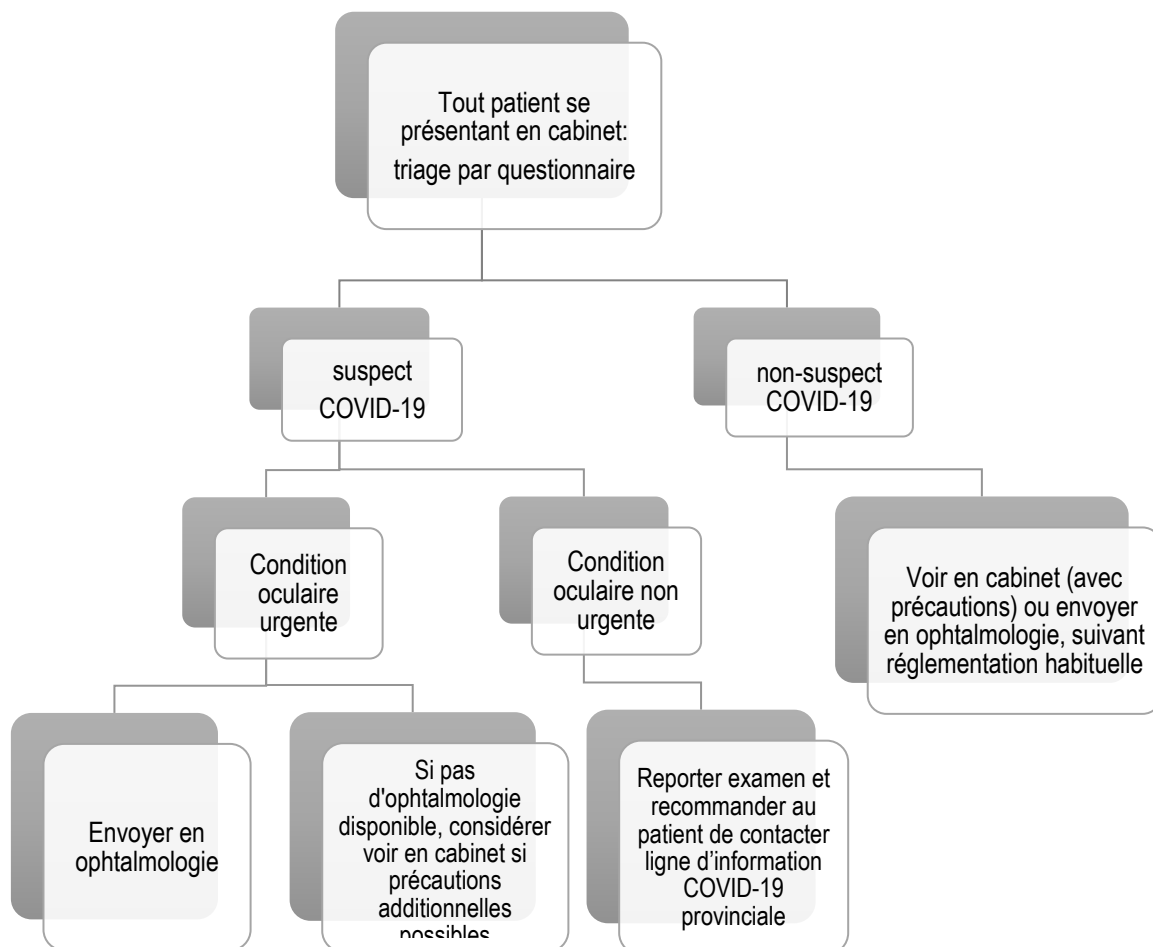 Tout patient se
présentant en cabinet:
triage par questionnaire
suspect
COVID-19
non-suspect
COVID-19
Condition
oculaire
urgente
Condition
oculaire non
urgente
Voir en cabinet (avec
précautions) ou envoyer
en ophtalmologie, suivant
réglementation habituelle
Envoyer en
ophtalmologie
Si pas
d'ophtalmologie
disponible, considérer
voir en cabinet si
précautions
additionnelles
possibles
Reporter examen et
recommander au
patient de contacter
ligne d’information
COVID-19
provinciale